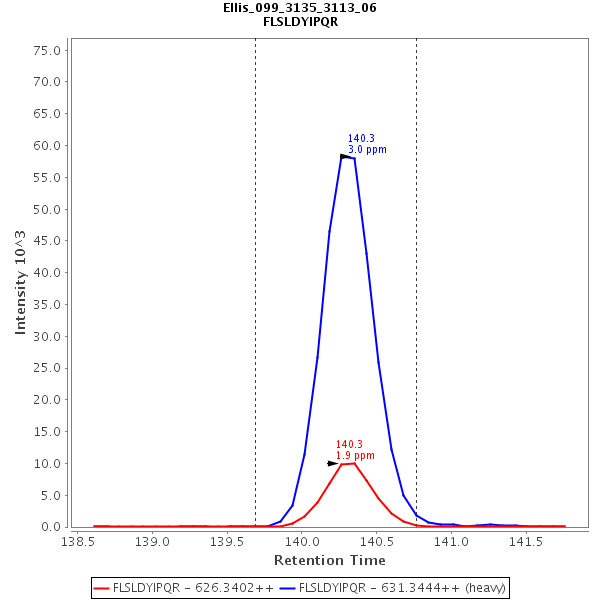 Ellis_099_3135_3113_06
FLSLDYIPQR
75.0
70.0
65.0
60.0
55.0
50.0
45.0
40.0
35.0
30.0
25.0
20.0
15.0
10.0
5.0
0.0
Intensity 10^3
140.3
3.0 ppm
140.3
1.9 ppm
138.5 139.0 139.5 140.0 140.5 141.0 141.5
Retention Time
FLSLDYIPQR - 626.3402++ FLSLDYIPQR - 631.3444++ (heavy)